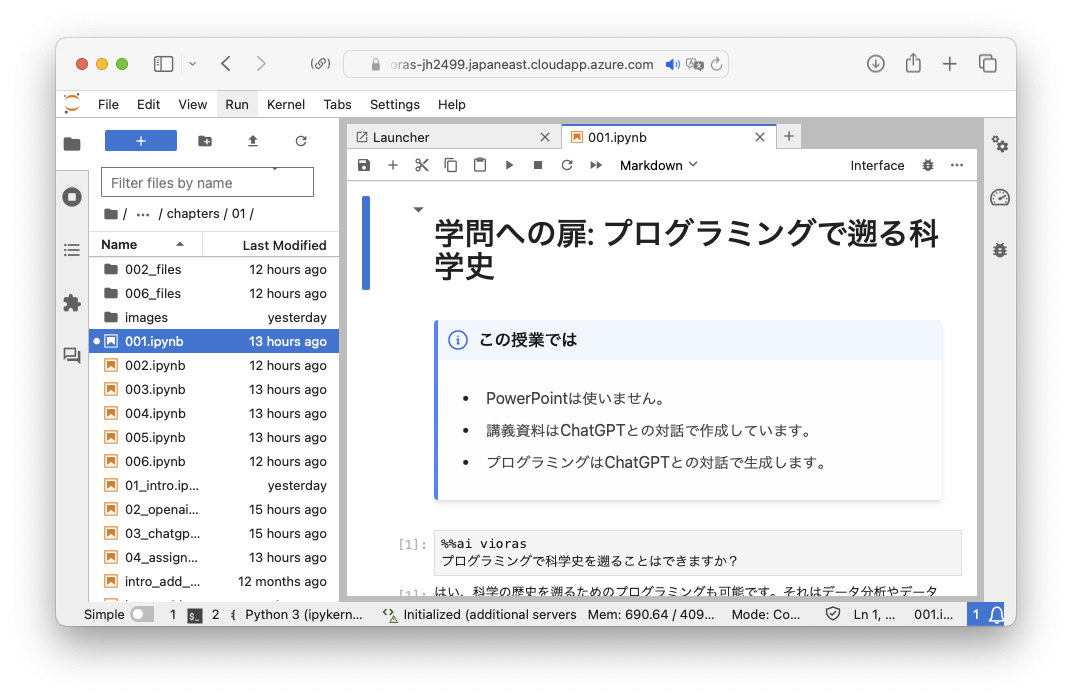 oras-jh2499.japaneast.cloudapp.azure.com
File Edit View Run Kernel Tabs Settings Help
Filter files by name
/ ··· / chapters / 01 /
Name Last Modified
002_files 12 hours ago
006_files 12 hours ago
images yesterday
001.ipynb 13 hours ago
002.ipynb 12 hours ago
003.ipynb 13 hours ago
004.ipynb 13 hours ago
005.ipynb 13 hours ago
006.ipynb 12 hours ago
01_intro.ip... yesterday
02_openai... 15 hours ago
03_chatgp... 15 hours ago
04_assign... 13 hours ago
intro_add_... 12 months ago
Launcher 001.ipynb
Markdown Interface
学問への扉: プログラミングで遡る科
学史
この授業では
• PowerPointは使いません。
• 講義資料はChatGPTとの対話で作成しています。
• プログラミングはChatGPTとの対話で生成します。
[1]: %%ai vioras
プログラミングで科学史を遡ることはできますか？
[1]: はい、科学の歴史を遡るためのプログラミングも可能です。それはデータ分析やデータ
Simple 1 $_ 2 Python 3 (ipykern... Initialized (additional servers Mem: 690.64 / 409... Mode: Co... Ln 1, ... 001.i... 1